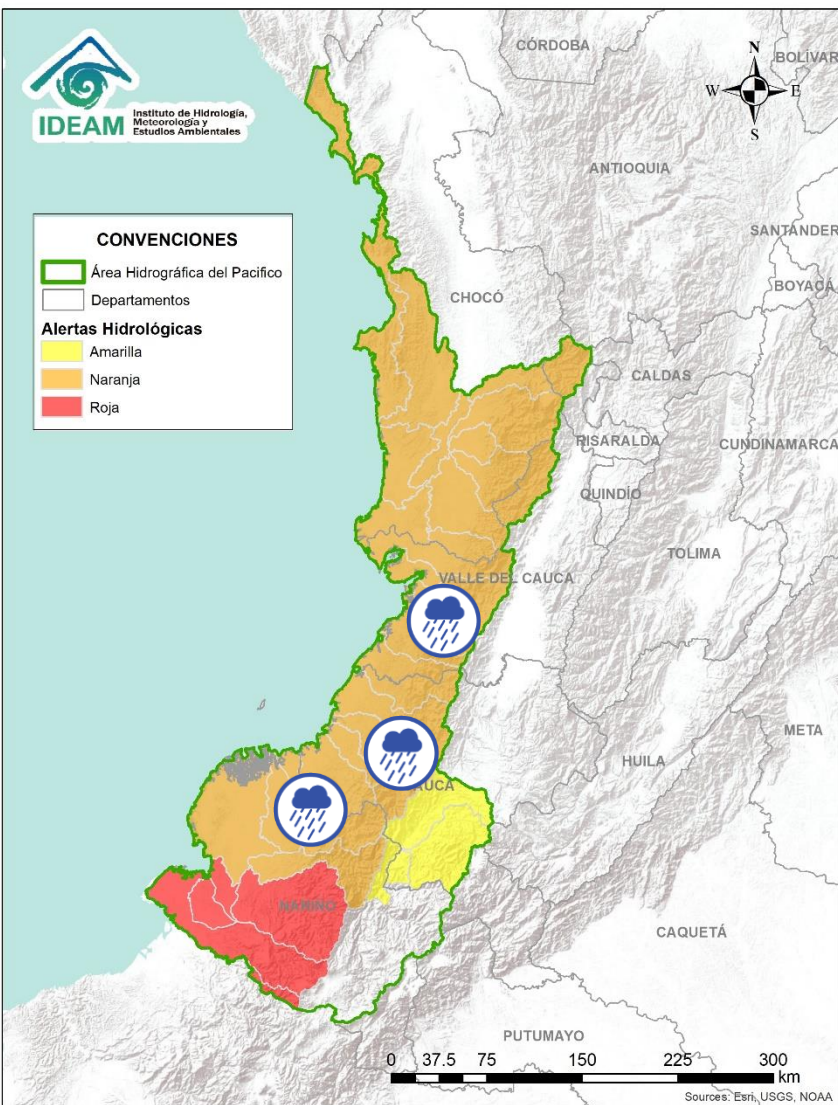 IDEAM
Instituto de Hidrología,
Meteorología y
Estudios Ambientales
CÓRDOBA
BOLÍVAR
N
W
E
S
ANTIOQUIA
SANTANDER
BOYACÁ
CONVENCIONES
Área Hidrográfica del Pacifico
Departamentos
Alertas Hidrológicas
Amarilla
Naranja
Roja
CHOCÓ
CALDAS
RISARALDA
CUNDINAMARCA
QUINDÍO
TOLIMA
VALLE DEL CAUCA
META
HUILA
AUCA
NARIÑO
CAQUETÁ
PUTUMAYO
0 37.5 75 150 225 300
km
Sources: Esri, USGS, NOAA